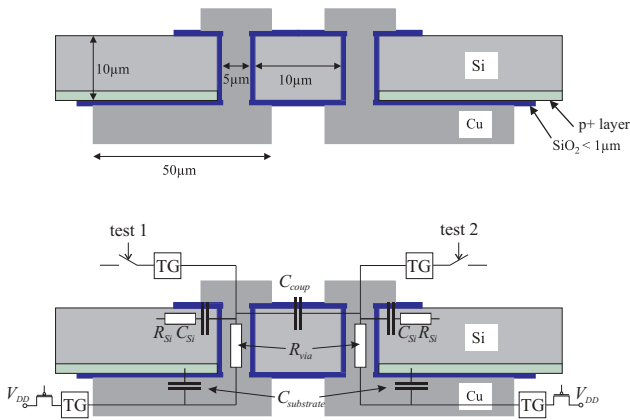 10µm
5µm
10µm
Si
Cu
p+ layer
SiO2 < 1µm
50µm
test 1
test 2
TG
TG
Ccoup
RSi CSi
CSi RSi
Si
Rvia
VDD
TG
Csubstrate
Cu
TG
VDD